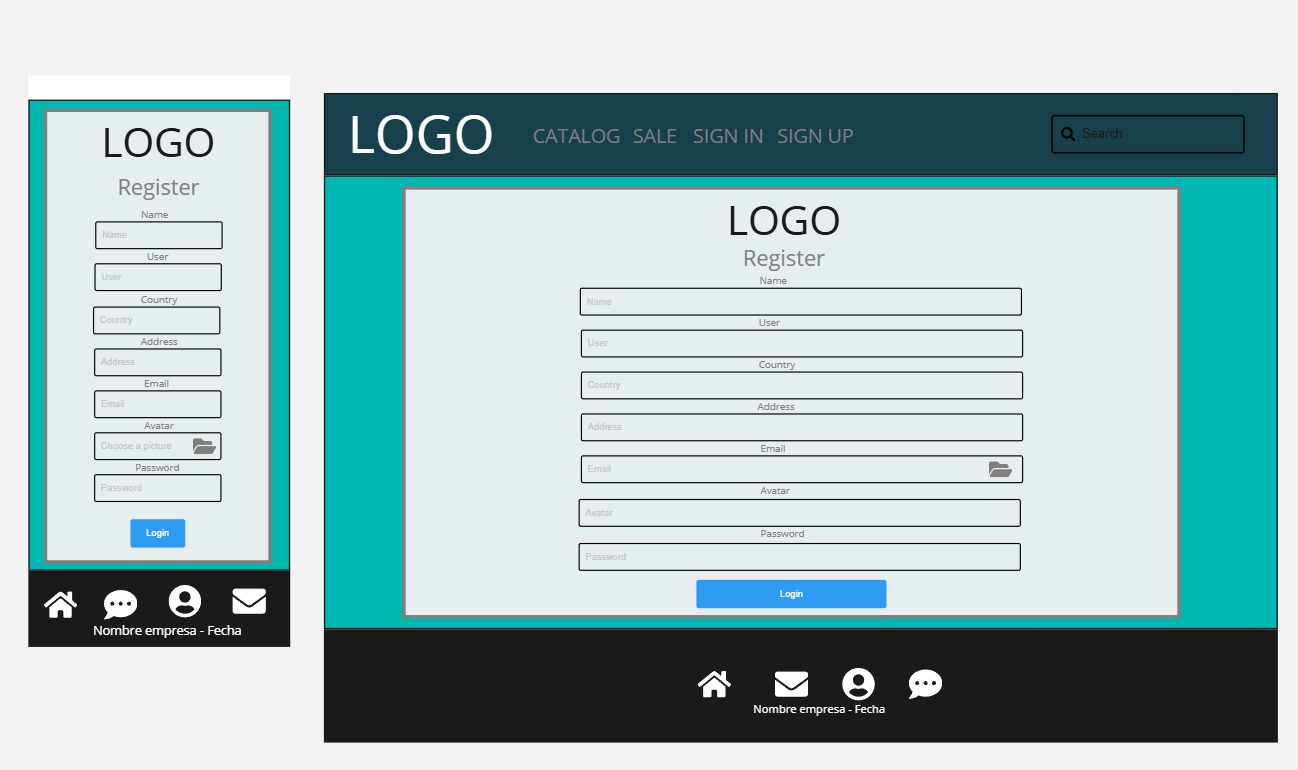 LOGO
Register
Name
Name
User
User
Country
Country
Address
Address
Email
Email
Avatar
Choose a picture
Password
Password
Login
Nombre empresa - Fecha
LOGO CATALOG SALE SIGN IN SIGN UP Search
LOGO
Register
Name
Name
User
User
Country
Country
Address
Address
Email
Email
Avatar
Avatar
Password
Password
Login
Nombre empresa - Fecha